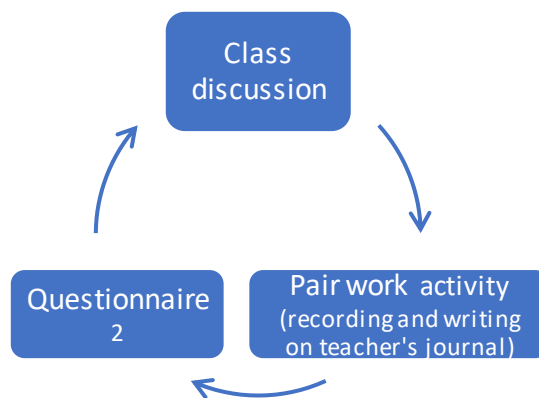 Class
discussion
Questionnaire
2
Pair work activity
(recording and writing
on teacher's journal)